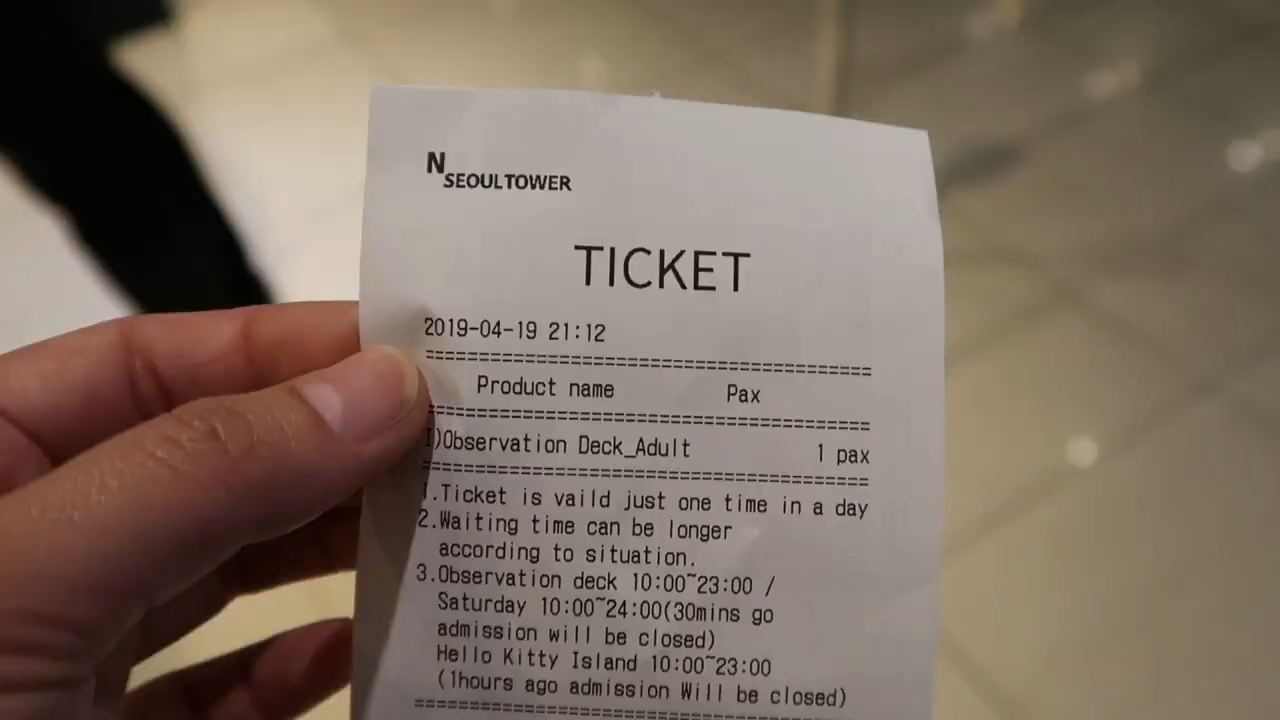 N
SEOULTOWER
TICKET
2019-04-19 21:12
==========================================
Product name Pax
==========================================
I)Observation Deck_Adult 1 pax
==========================================
1.Ticket is vaild just one time in a day
2.Waiting time can be longer
according to situation.
3.Observation deck 10:00~23:00 /
Saturday 10:00~24:00(30mins go
admission will be closed)
Hello Kitty Island 10:00~23:00
(1hours ago admission Will be closed)
==========================================